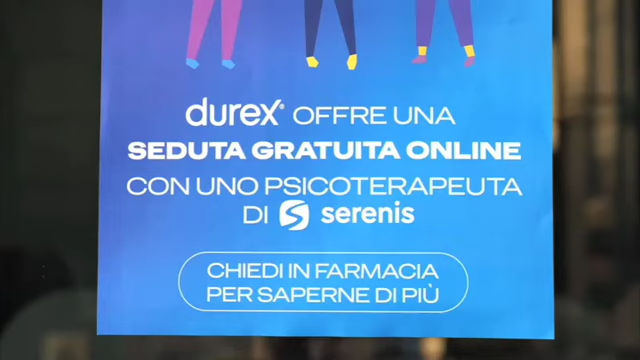 durex® OFFRE UNA
SEDUTA GRATUITA ONLINE
CON UNO PSICOTERAPEUTA
DI serenis
CHIEDI IN FARMACIA
PER SAPERNE DI PIÙ